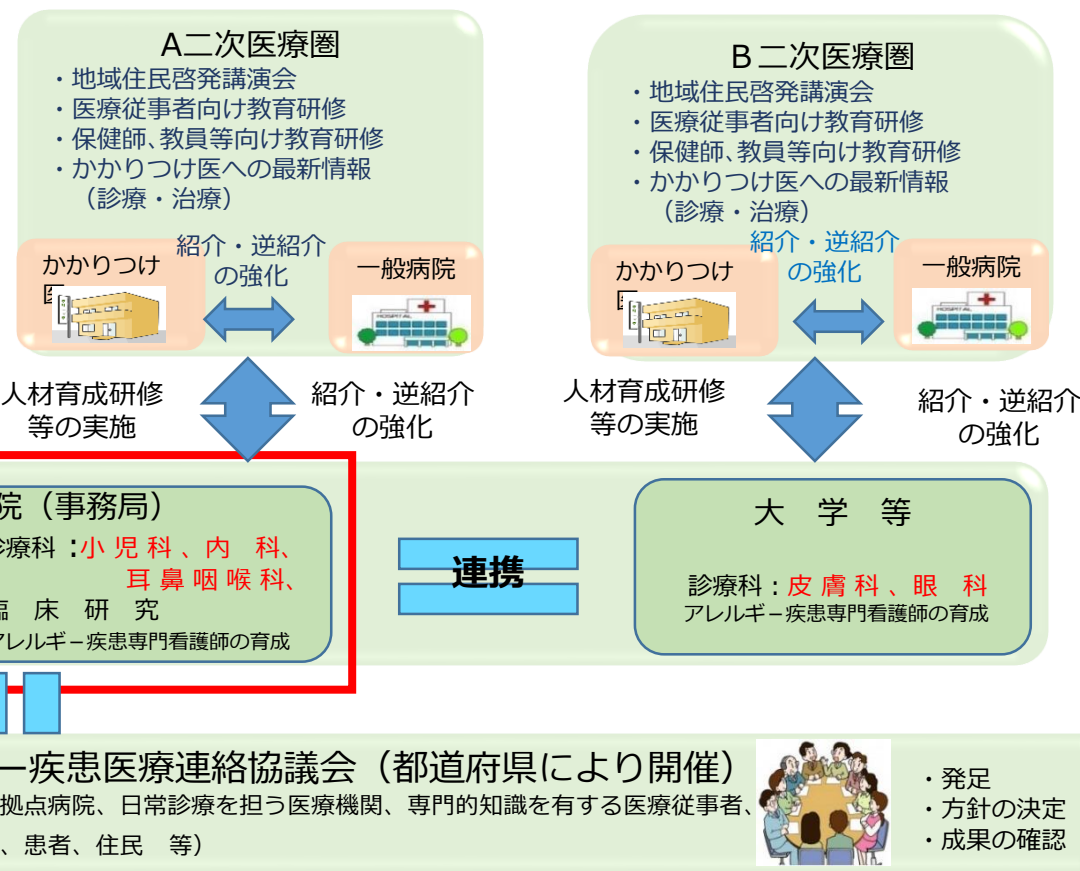 A二次医療圏
・地域住民啓発講演会
・医療従事者向け教育研修
・保健師、教員等向け教育研修
・かかりつけ医への最新情報
（診療・治療）
かかりつけ
医
紹介・逆紹介
の強化
一般病院
HOSPITAL
B二次医療圏
・地域住民啓発講演会
・医療従事者向け教育研修
・保健師、教員等向け教育研修
・かかりつけ医への最新情報
（診療・治療）
かかりつけ
医
紹介・逆紹介
の強化
一般病院
HOSPITAL
人材育成研修
等の実施
紹介・逆紹介
の強化
人材育成研修
等の実施
紹介・逆紹介
の強化
院（事務局）
診療科：小児科、内　科、
耳鼻咽喉科、
臨　床　研　究
アレルギ－疾患専門看護師の育成
連携
大　学　等
診療科：皮膚科、眼　科
アレルギ－疾患専門看護師の育成
ー疾患医療連絡協議会（都道府県により開催）
拠点病院、日常診療を担う医療機関、専門的知識を有する医療従事者、
、患者、住民　等）
・発足
・方針の決定
・成果の確認